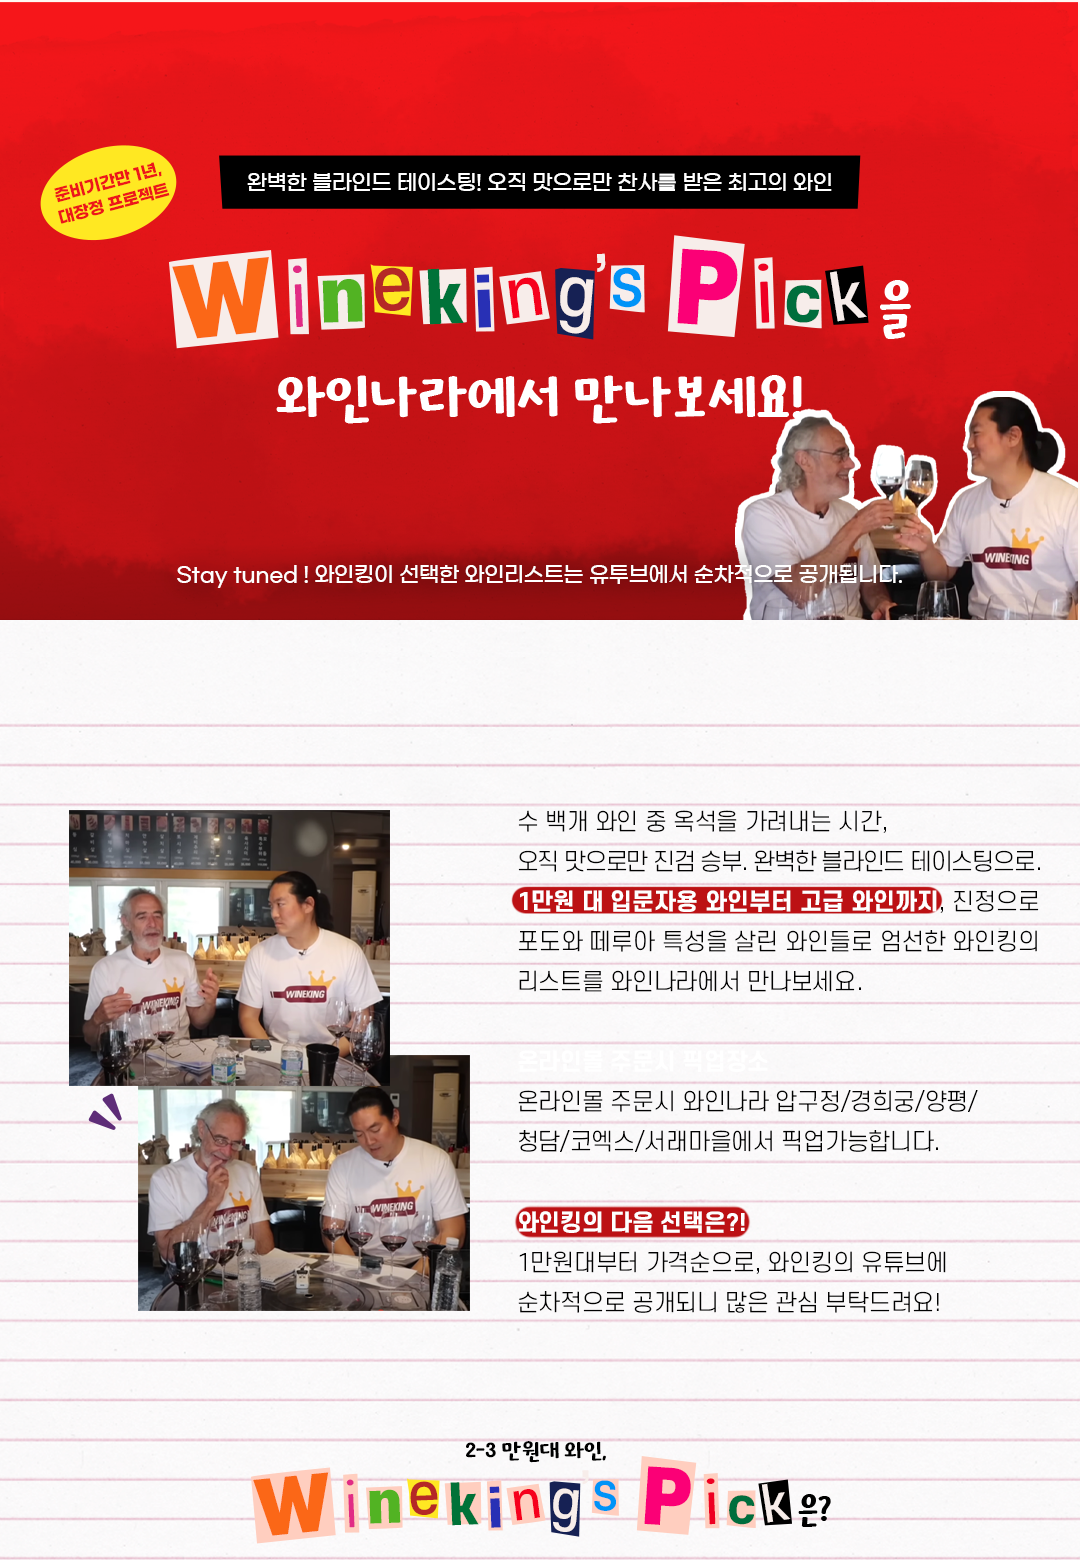 준비기간만 1년,
대장정 프로젝트
완벽한 블라인드 테이스팅! 오직 맛으로만 찬사를 받은 최고의 와인
Wineking's Pick을
와인나라에서 만나보세요!
WINEKING
Stay tuned ! 와인킹이 선택한 와인리스트는 유투브에서 순차적으로 공개됩니다.
WINEKING
WINEKING
WINEKING
WINEKING
수 백개 와인 중 옥석을 가려내는 시간,
오직 맛으로만 진검 승부. 완벽한 블라인드 테이스팅으로.
1만원 대 입문자용 와인부터 고급 와인까지, 진정으로
포도와 떼루아 특성을 살린 와인들로 엄선한 와인킹의
리스트를 와인나라에서 만나보세요.
온라인몰 주문시 픽업장소
온라인몰 주문시 와인나라 압구정/경희궁/양평/
청담/코엑스/서래마을에서 픽업가능합니다.
와인킹의 다음 선택은?!
1만원대부터 가격순으로, 와인킹의 유튜브에
순차적으로 공개되니 많은 관심 부탁드려요!
2-3 만원대 와인,
Wineking's Pick은?